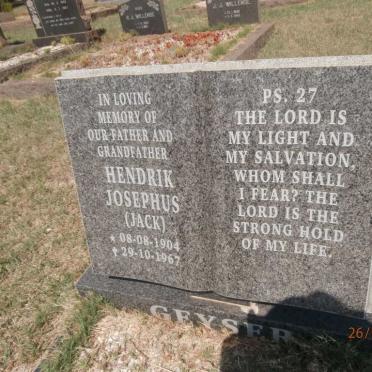 H.J. WILLEMSE
IN LOVING
MEMORY OF
OUR FATHER AND
GRANDFATHER
HENDRIK
JOSEPHUS
(JACK)
* 08-08-1904
✝ 29-10-1967
PS. 27
THE LORD IS
MY LIGHT AND
MY SALVATION.
WHOM SHALL
I FEAR? THE
LORD IS THE
STRONG HOLD
OF MY LIFE.
GEYSER
26/